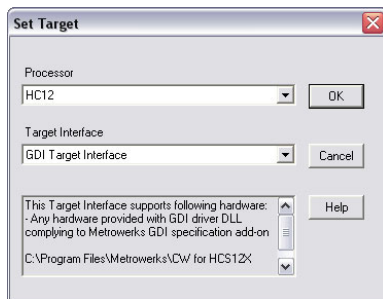 Set Target
Processor
HC12
OK
Target Interface
GDI Target Interface
Cancel
This Target Interface supports following hardware:
- Any hardware provided with GDI driver DLL
complying to Metrowerks GDI specification add-on
C:\Program Files\Metrowerks\CW for HCS12X
Help